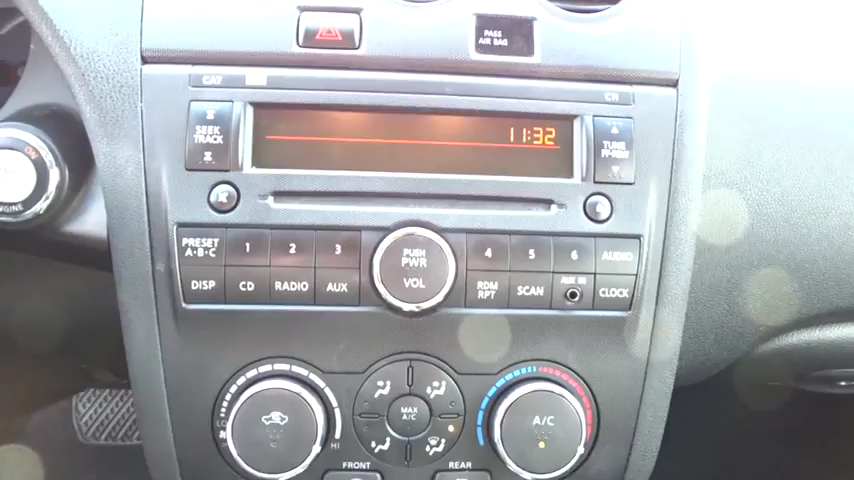 PASS
AIR BAG
CAT
CH
SEEK
TRACK
11:32
TUNE
FF·REW
PRESET
A·B·C
1
2
3
PUSH
PWR
VOL
4
5
6
AUDIO
DISP
CD
RADIO
AUX
RDM
RPT
SCAN
AUX IN
CLOCK
on
ENGINE
LO
HI
MAX
A/C
A/C
FRONT
REAR